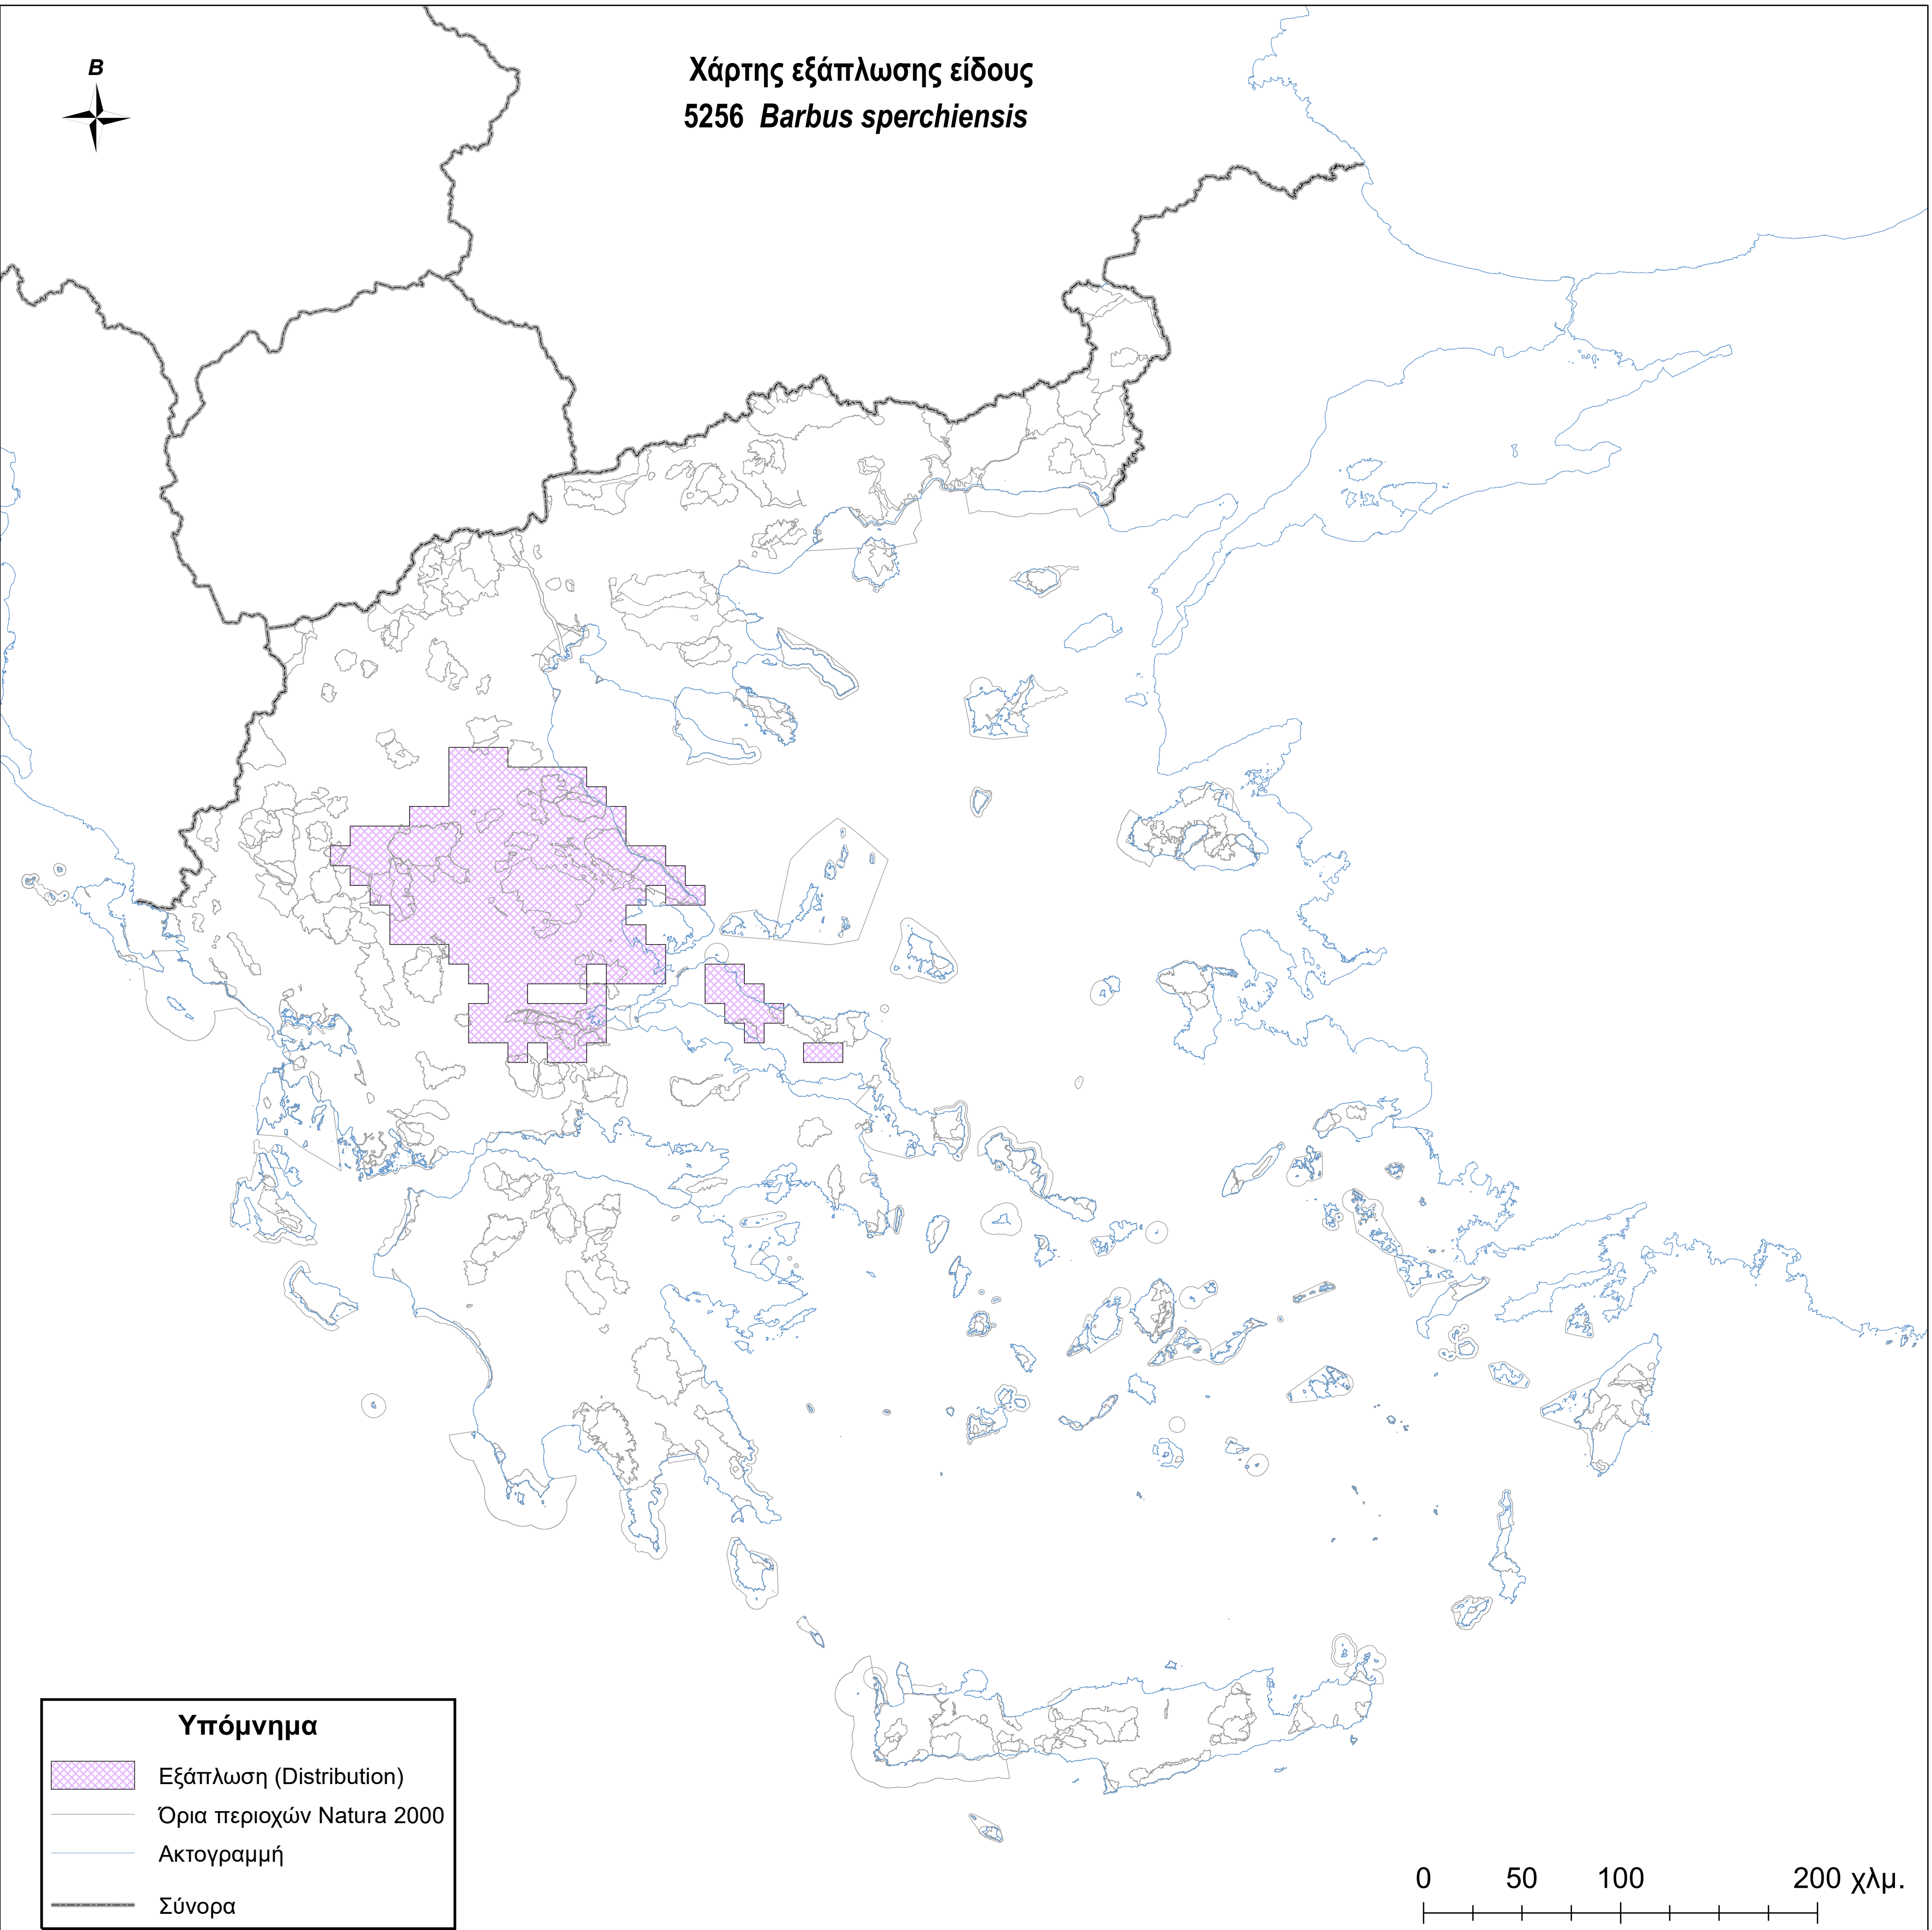 B
Χάρτης εξάπλωσης είδους
5256 Barbus sperchiensis
Υπόμνημα
Εξάπλωση (Distribution)
Όρια περιοχών Natura 2000
Ακτογραμμή
Σύνορα
0 50 100 200 χλμ.